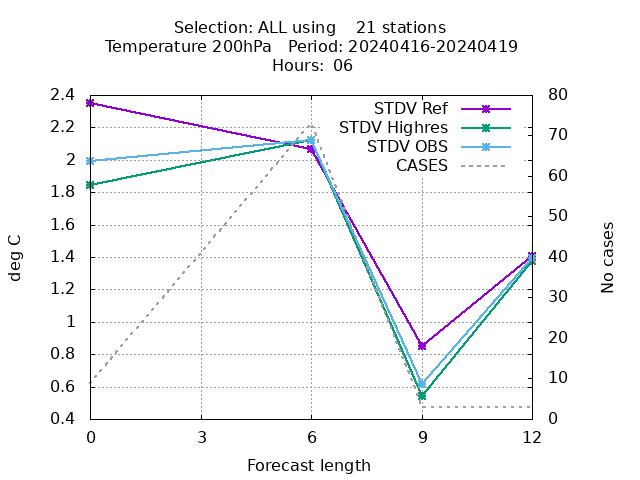 Selection: ALL using    21 stations
Temperature 200hPa   Period: 20240416-20240419
Hours:  06
2.4
2.2
2
1.8
1.6
1.4
1.2
1
0.8
0.6
0.4
80
70
60
50
40
30
20
10
0
STDV Ref
STDV Highres
STDV OBS
CASES
deg C
No cases
0 3 6 9 12
Forecast length